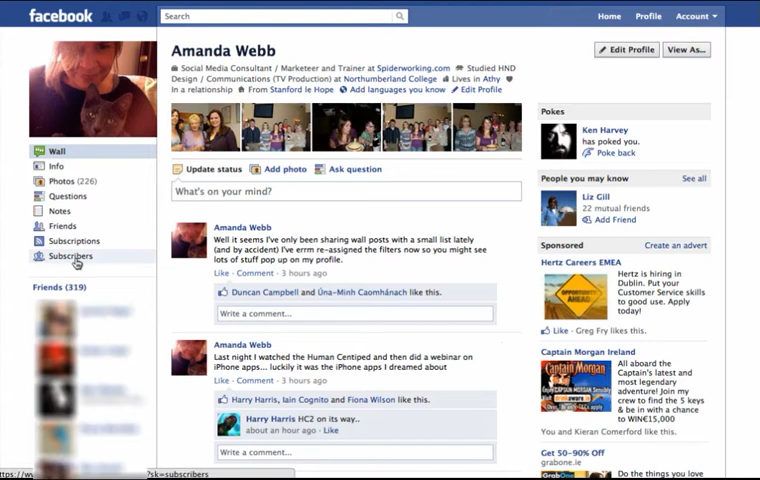 facebook
Search
Home Profile Account
Amanda Webb
Edit Profile View As...
Social Media Consultant / Marketeer and Trainer at Spiderworking.com Studied HND
Design / Communications (TV Production) at Northumberland College Lives in Athy
In a relationship From Stanford le Hope Add languages you know Edit Profile
Update status Add photo Ask question
What's on your mind?
Wall
Info
Photos (226)
Questions
Notes
Friends
Subscriptions
Subscribers
Friends (319)
Amanda Webb
Well it seems I've only been sharing wall posts with a small list lately
(and by accident) I've errm re-assigned the filters now so you might see
lots of stuff pop up on my profile.
Like · Comment · 3 hours ago
Duncan Campbell and Úna-Minh Caomhánach like this.
Write a comment...
Amanda Webb
Last night I watched the Human Centiped and then did a webinar on
iPhone apps... luckily it was the iPhone apps I dreamed about
Like · Comment · 3 hours ago
Harry Harris, Iain Cognito and Fiona Wilson like this.
Harry Harris HC2 on its way..
about an hour ago · Like
Write a comment...
Pokes
Ken Harvey
has poked you.
Poke back
People you may know See all
Liz Gill
22 mutual friends
Add Friend
Sponsored Create an advert
Hertz Careers EMEA
OPPORTUNITY
AHEAD
Hertz is hiring in
Dublin. Put your
Customer Service skills
to good use. Apply
today!
Like · Greg Fry likes this.
Captain Morgan Ireland
Captain Morgan
All aboard the
Captain's latest and
most legendary
adventure! Join my
crew to find the 5 keys
& be in with a chance
to WIN€15,000
You and Kieran Comerford like this.
Get 50-90% Off
grabone.ie
Do the things you love
?sk=subscribers